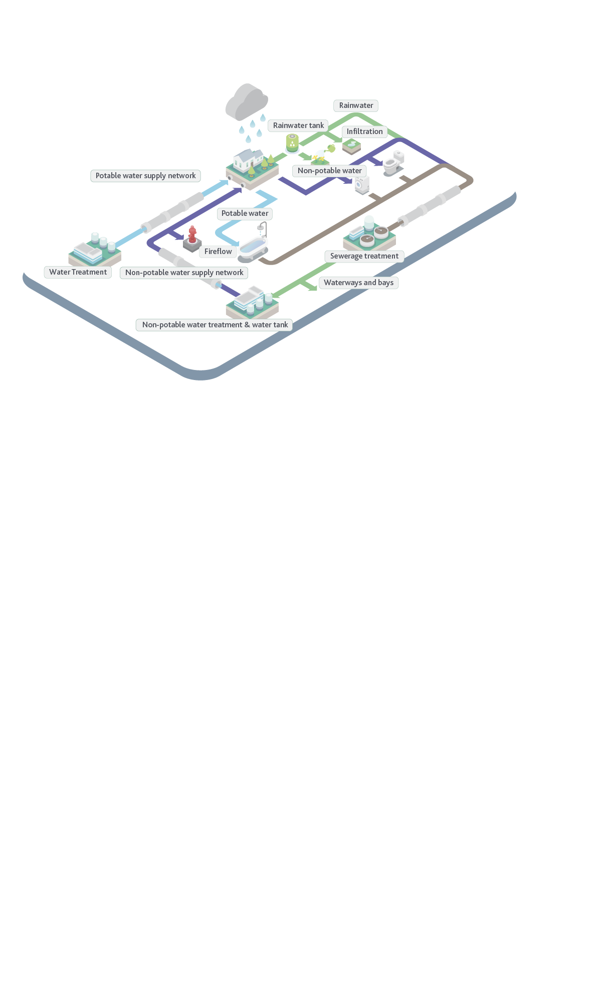 Rainwater
Rainwater tank
Infiltration
Non-potable water
Potable water supply network
Potable water
Fireflow
Sewerage treatment
Water Treatment
Non-potable water supply network
Waterways and bays
Non-potable water treatment & water tank